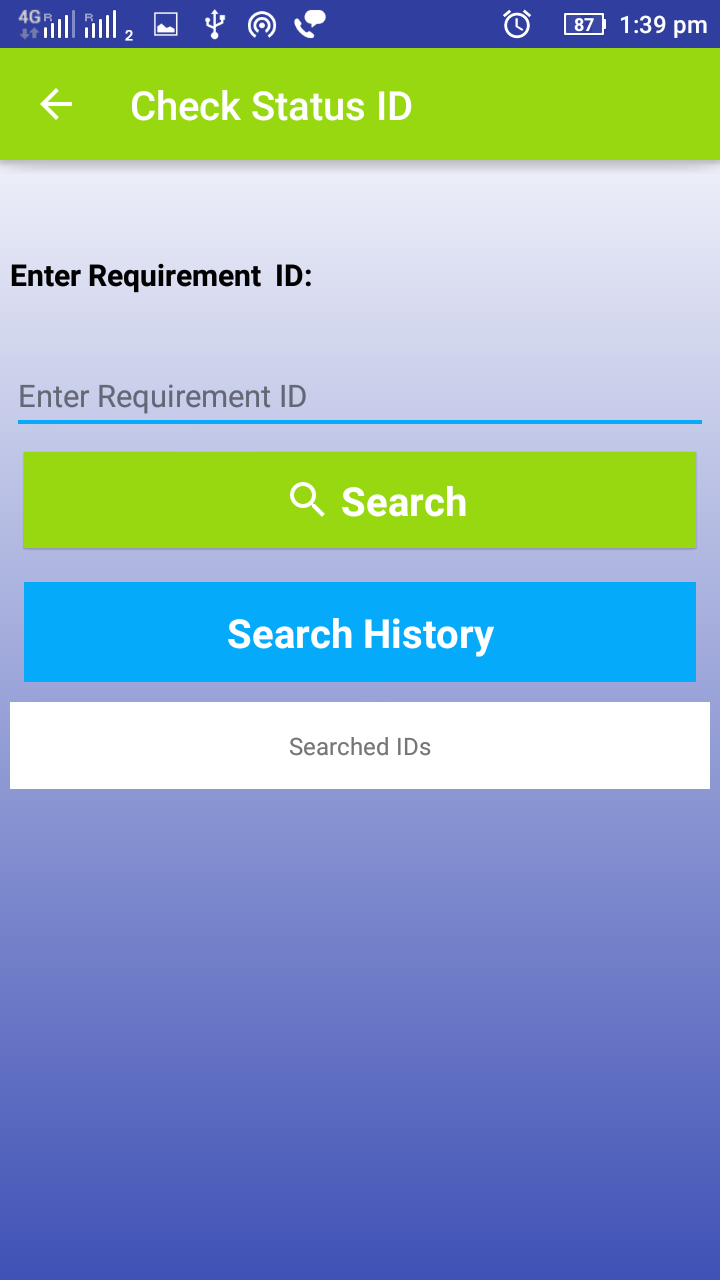 4G R R 2 87 1:39 pm
Check Status ID
Enter Requirement  ID:
Enter Requirement ID
Search
Search History
Searched IDs